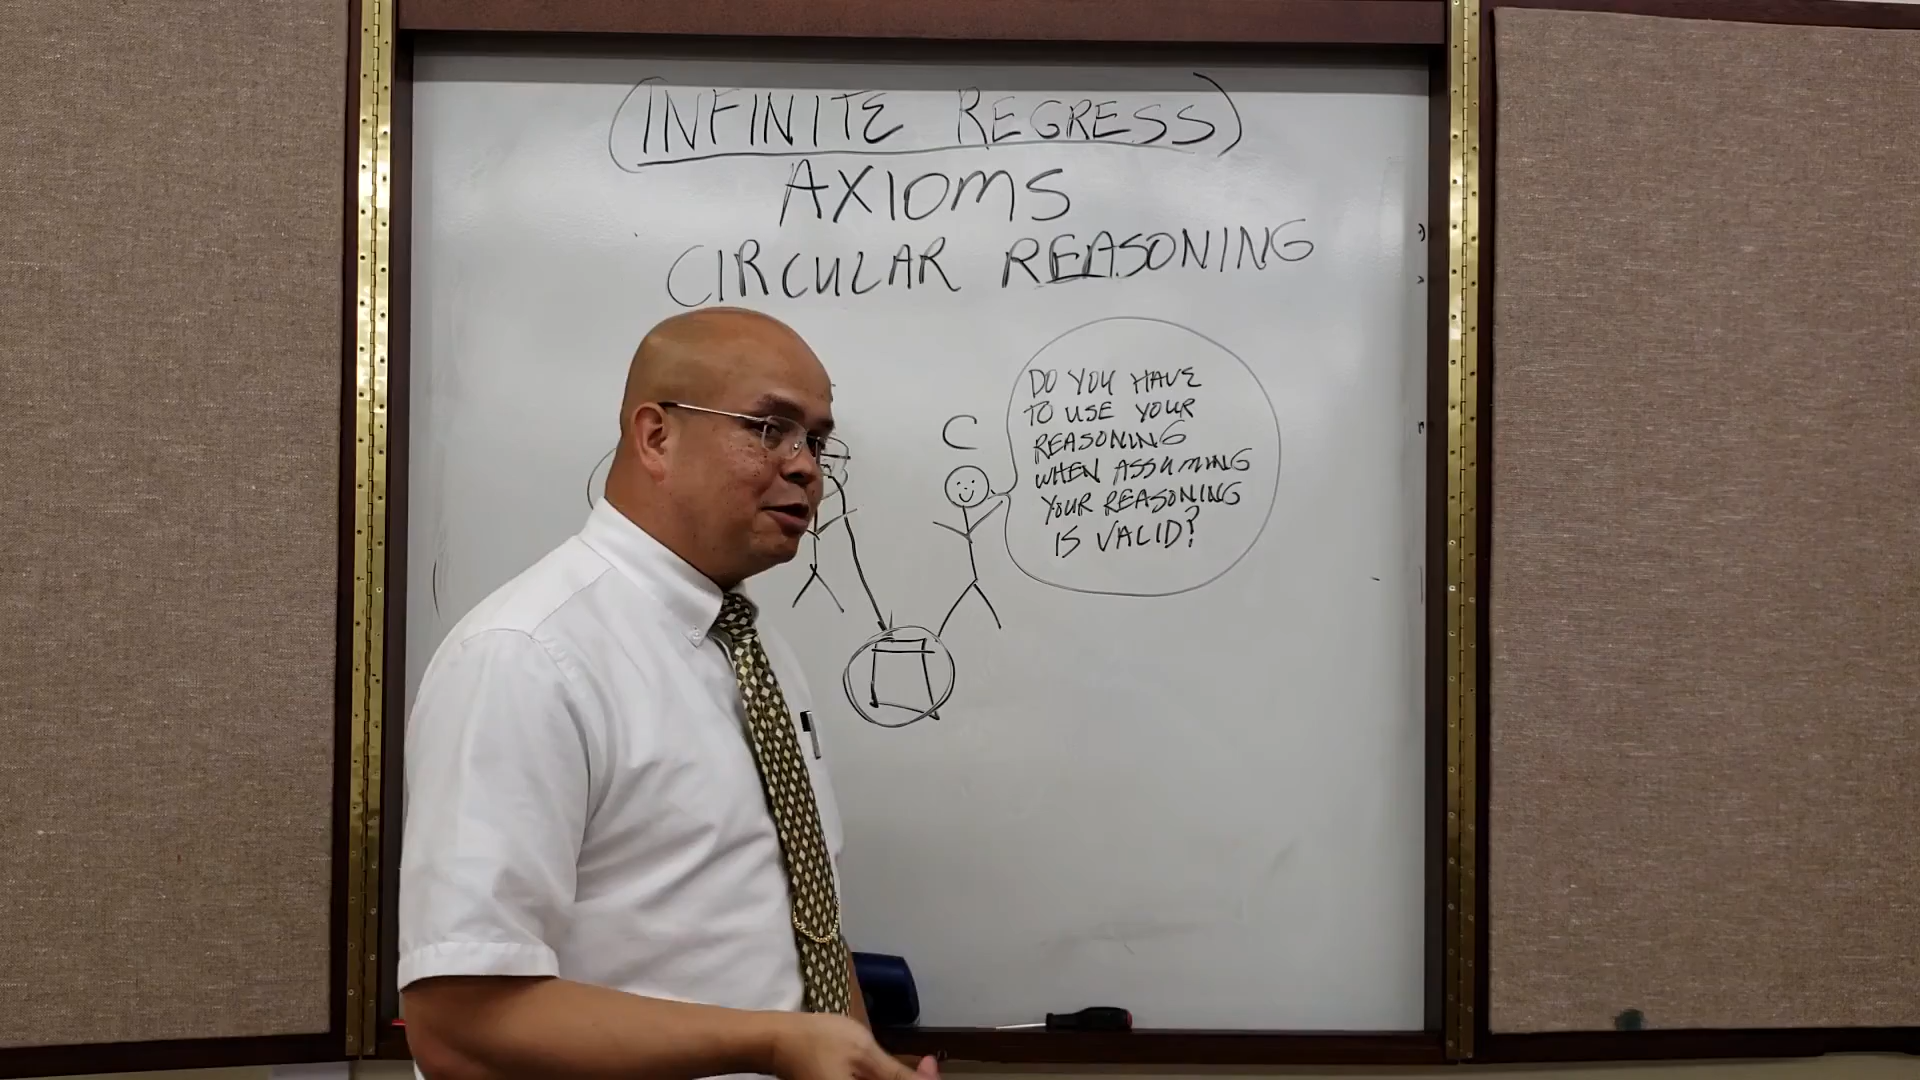 (INFINITE REGRESS)
AXIOMS
CIRCULAR REASONING
C
DO YOU HAVE
TO USE YOUR
REASONING
WHEN ASSUMING
YOUR REASONING
IS VALID?